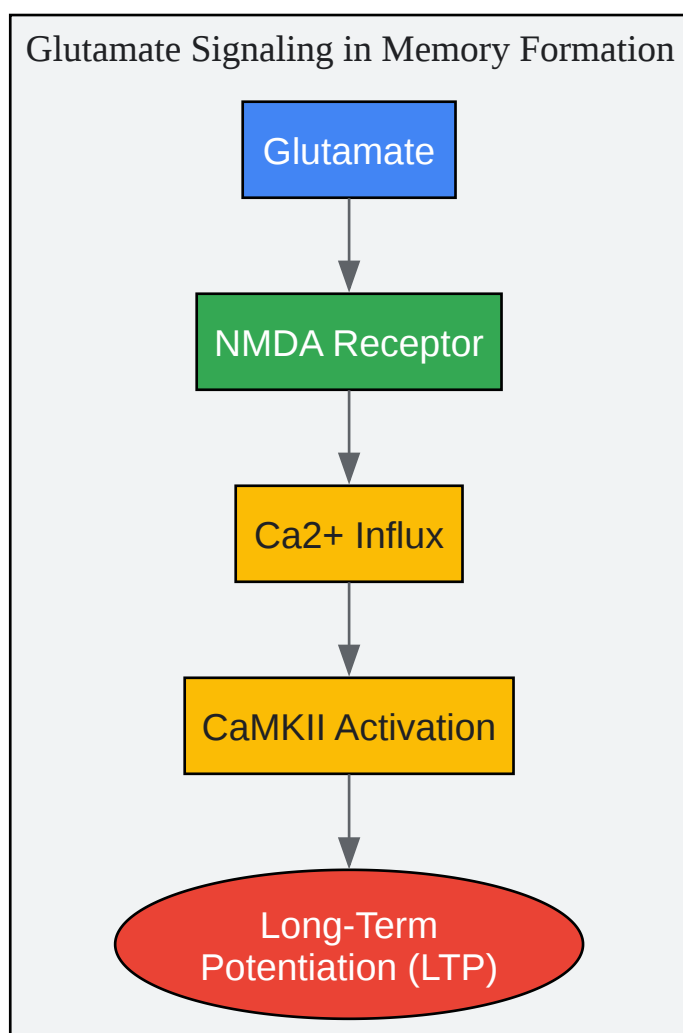 Glutamate Signaling in Memory Formation
Glutamate
NMDA Receptor
Ca2+ Influx
CaMKII Activation
Long-Term
Potentiation (LTP)